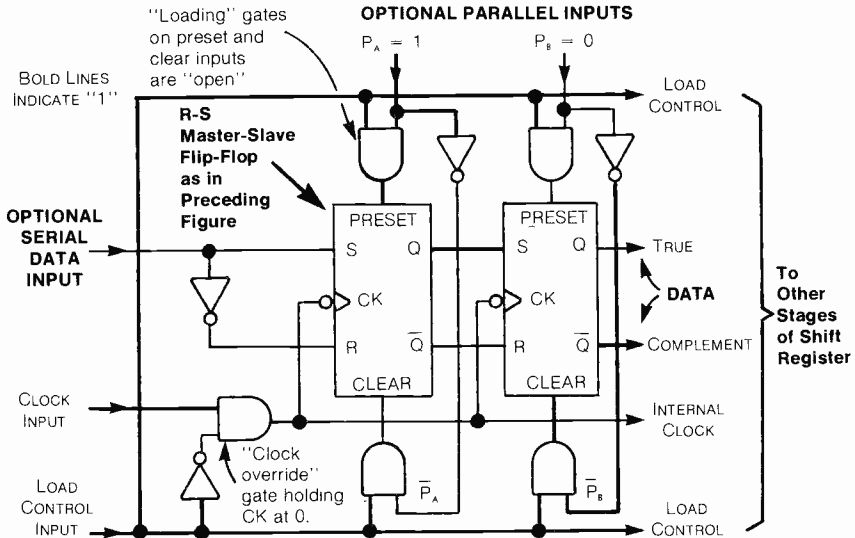 "Loading" gates
on preset and
clear inputs
are "open"
OPTIONAL PARALLEL INPUTS
P_A = 1
P_B = 0
BOLD LINES
INDICATE "1"
LOAD
CONTROL
R-S
Master-Slave
Flip-Flop
as in
Preceding
Figure
OPTIONAL
SERIAL
DATA
INPUT
PRESET
S
Q
CK
R
Q̅
CLEAR
PRESET
S
Q
CK
R
Q̅
CLEAR
TRUE
DATA
COMPLEMENT
To
Other
Stages
of Shift
Register
CLOCK
INPUT
INTERNAL
CLOCK
"Clock
override"
gate holding
CK at 0.
P̅_A
P̅_B
LOAD
CONTROL
INPUT
LOAD
CONTROL